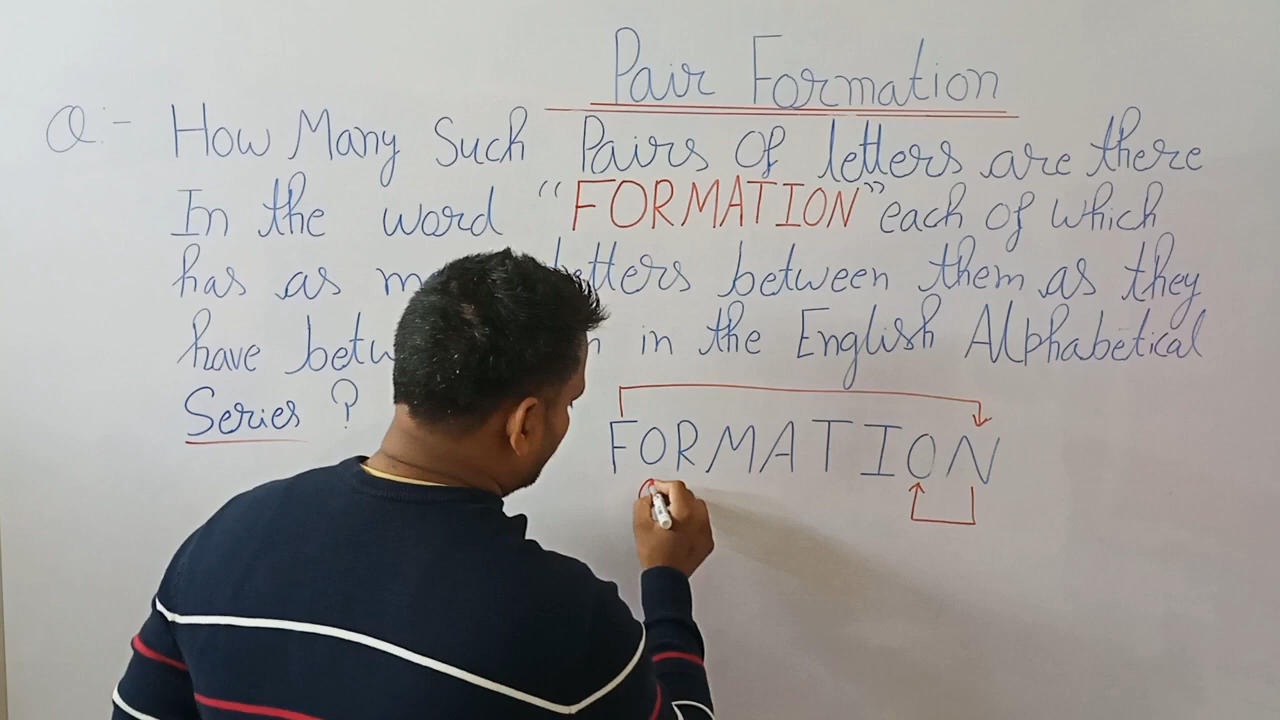 Pair Formation
Q:- How Many Such Pairs Of letters are there
In the word "FORMATION" each of which
has as letters between them as they
have in the English Alphabetical
Series ?
FORMATION